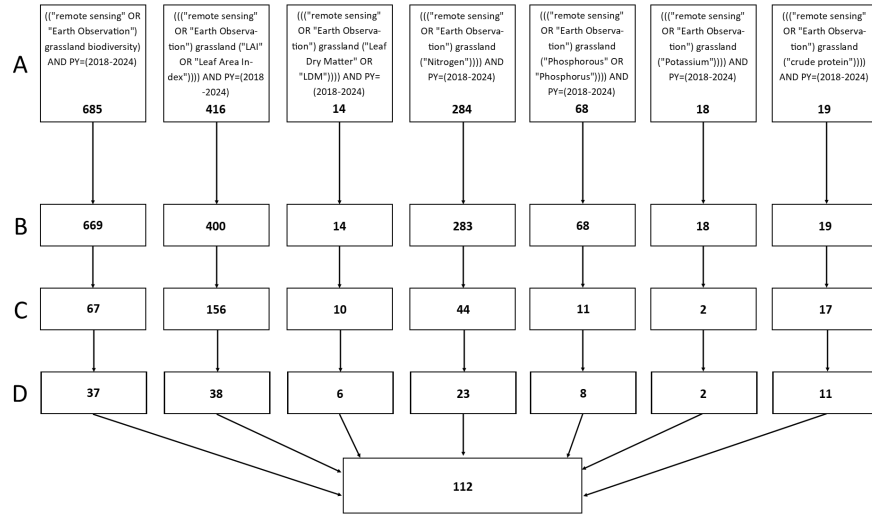 A
(("remote sensing" OR
"Earth Observation")
grassland biodiversity)
AND PY=(2018-2024)
685
((("remote sensing"
OR "Earth Observa-
tion") grassland ("LAI"
OR "Leaf Area In-
dex")))) AND PY=(2018
-2024)
416
((("remote sensing"
OR "Earth Observa-
tion") grassland ("Leaf
Dry Matter" OR
"LDM")))) AND PY=
(2018-2024)
14
((("remote sensing"
OR "Earth Observa-
tion") grassland
("Nitrogen")))) AND
PY=(2018-2024)
284
((("remote sensing"
OR "Earth Observa-
tion") grassland
("Phosphorous" OR
"Phosphorus")))) AND
PY=(2018-2024)
68
((("remote sensing"
OR "Earth Observa-
tion") grassland
("Potassium")))) AND
PY=(2018-2024)
18
((("remote sensing"
OR "Earth Observa-
tion") grassland
("crude protein"))))
AND PY=(2018-2024)
19
B
669
400
14
283
68
18
19
C
67
156
10
44
11
2
17
D
37
38
6
23
8
2
11
112